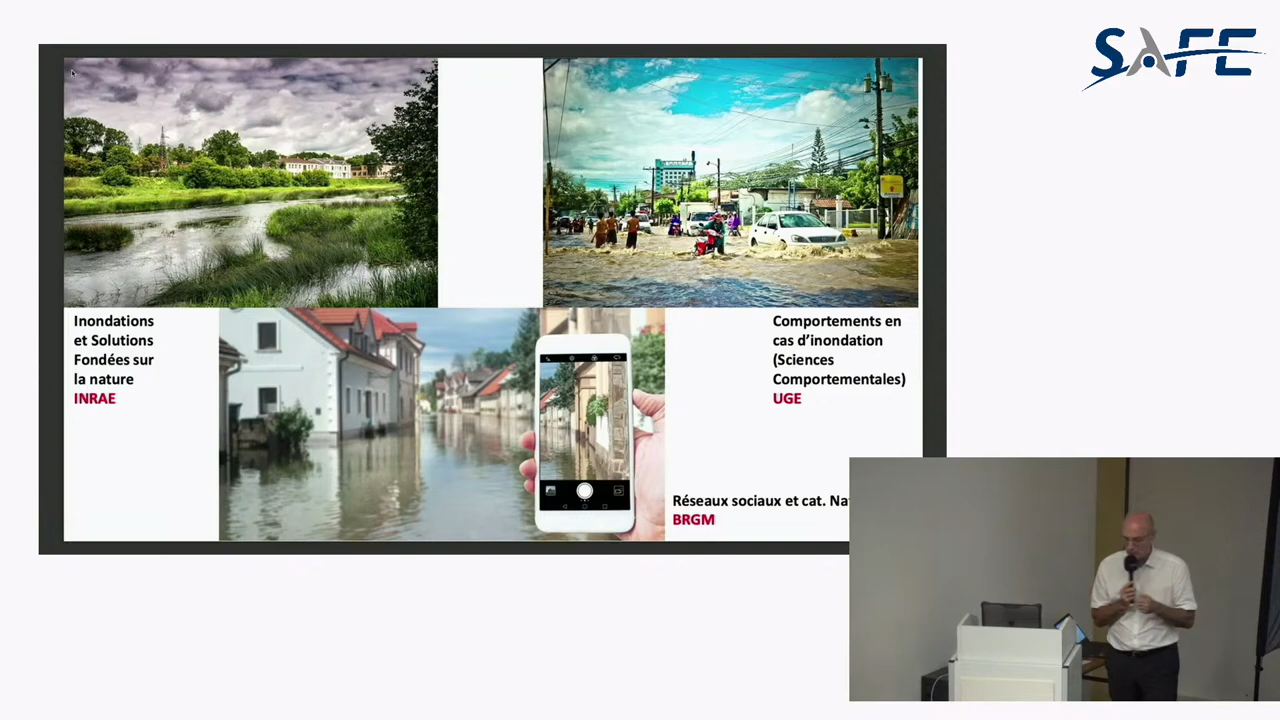 SAFE
Inondations
et Solutions
Fondées sur
la nature
INRAE
Comportements en
cas d'inondation
(Sciences
Comportementales)
UGE
Réseaux sociaux et cat.
BRGM